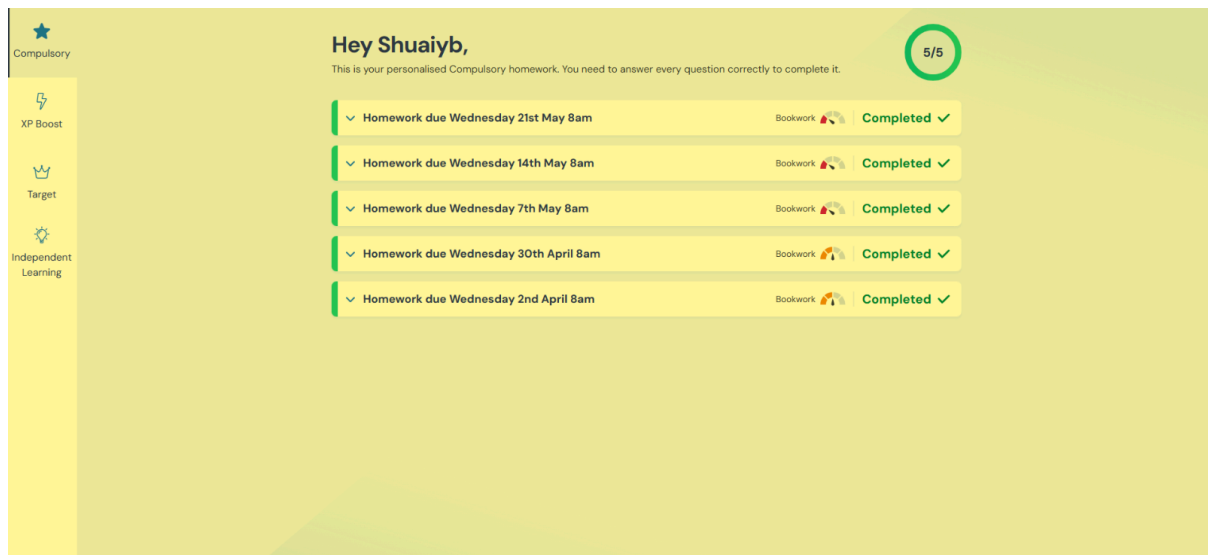 Compulsory
XP Boost
Target
Independent
Learning
Hey Shuaiyb,
This is your personalised Compulsory homework. You need to answer every question correctly to complete it.
5/5
Homework due Wednesday 21st May 8am Bookwork Completed
Homework due Wednesday 14th May 8am Bookwork Completed
Homework due Wednesday 7th May 8am Bookwork Completed
Homework due Wednesday 30th April 8am Bookwork Completed
Homework due Wednesday 2nd April 8am Bookwork Completed